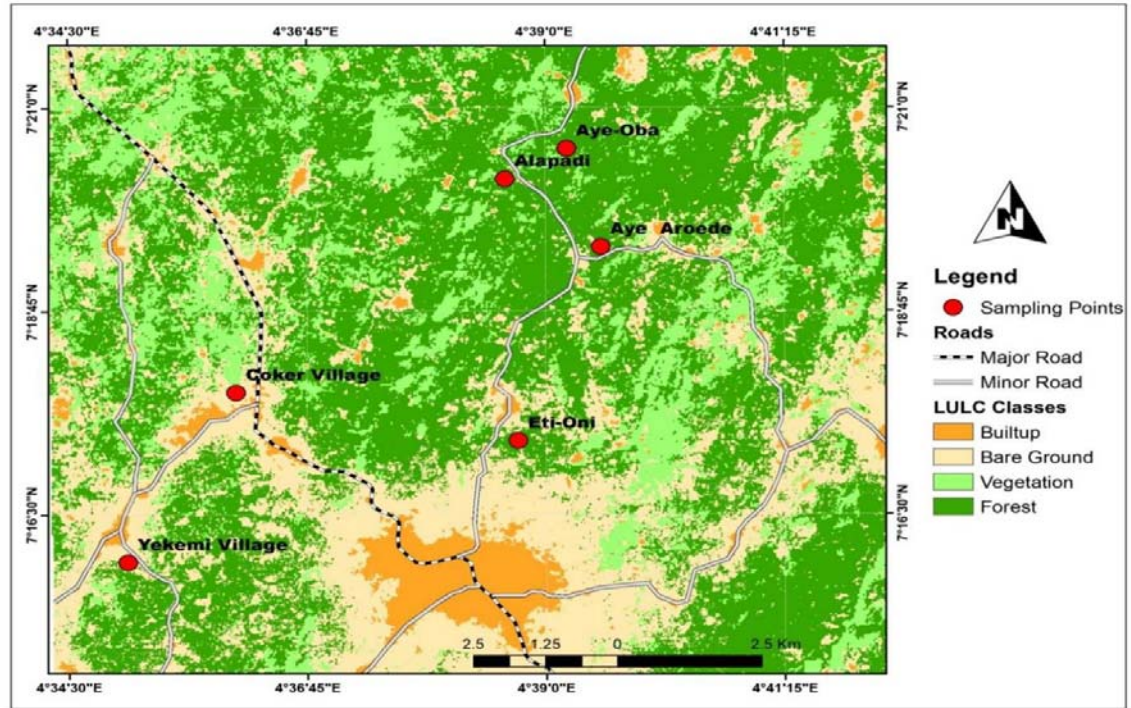 4°34'30"E 4°36'45"E 4°39'0"E 4°41'15"E
7°21'0"N
7°21'0"N
Aye-Oba
Alapadi
Aye Aroede
7°18'45"N
7°18'45"N
Coker Village
Eti-Oni
7°16'30"N
7°16'30"N
Yekemi Village
2.5 1.25 0 2.5 Km
4°34'30"E 4°36'45"E 4°39'0"E 4°41'15"E
N
Legend
Sampling Points
Roads
Major Road
Minor Road
LULC Classes
Builtup
Bare Ground
Vegetation
Forest